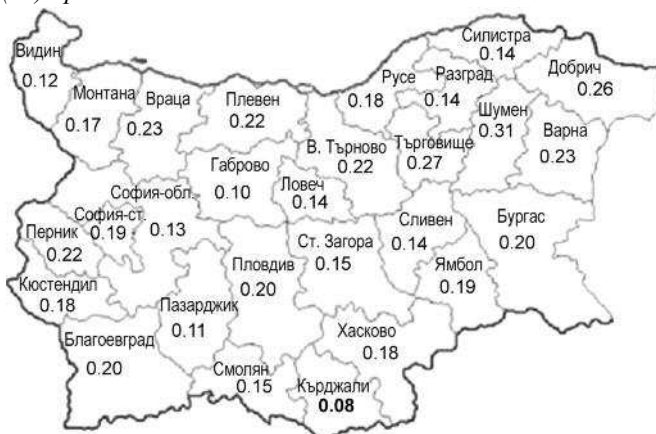 Силистра
0.14
Видин
0.12
Русе
0.18
Разград
0.14
Добрич
0.26
Монтана
0.17
Враца
0.23
Плевен
0.22
Шумен
0.31
Варна
0.23
В. Търново
0.22
Търговище
0.27
Габрово
0.10
Ловеч
0.14
София-обл.
0.13
София-ст.
0.19
Перник
0.22
Сливен
0.14
Бургас
0.20
Ст. Загора
0.15
Ямбол
0.19
Пловдив
0.20
Кюстендил
0.18
Пазарджик
0.11
Хасково
0.18
Благоевград
0.20
Смолян
0.15
Кърджали
0.08